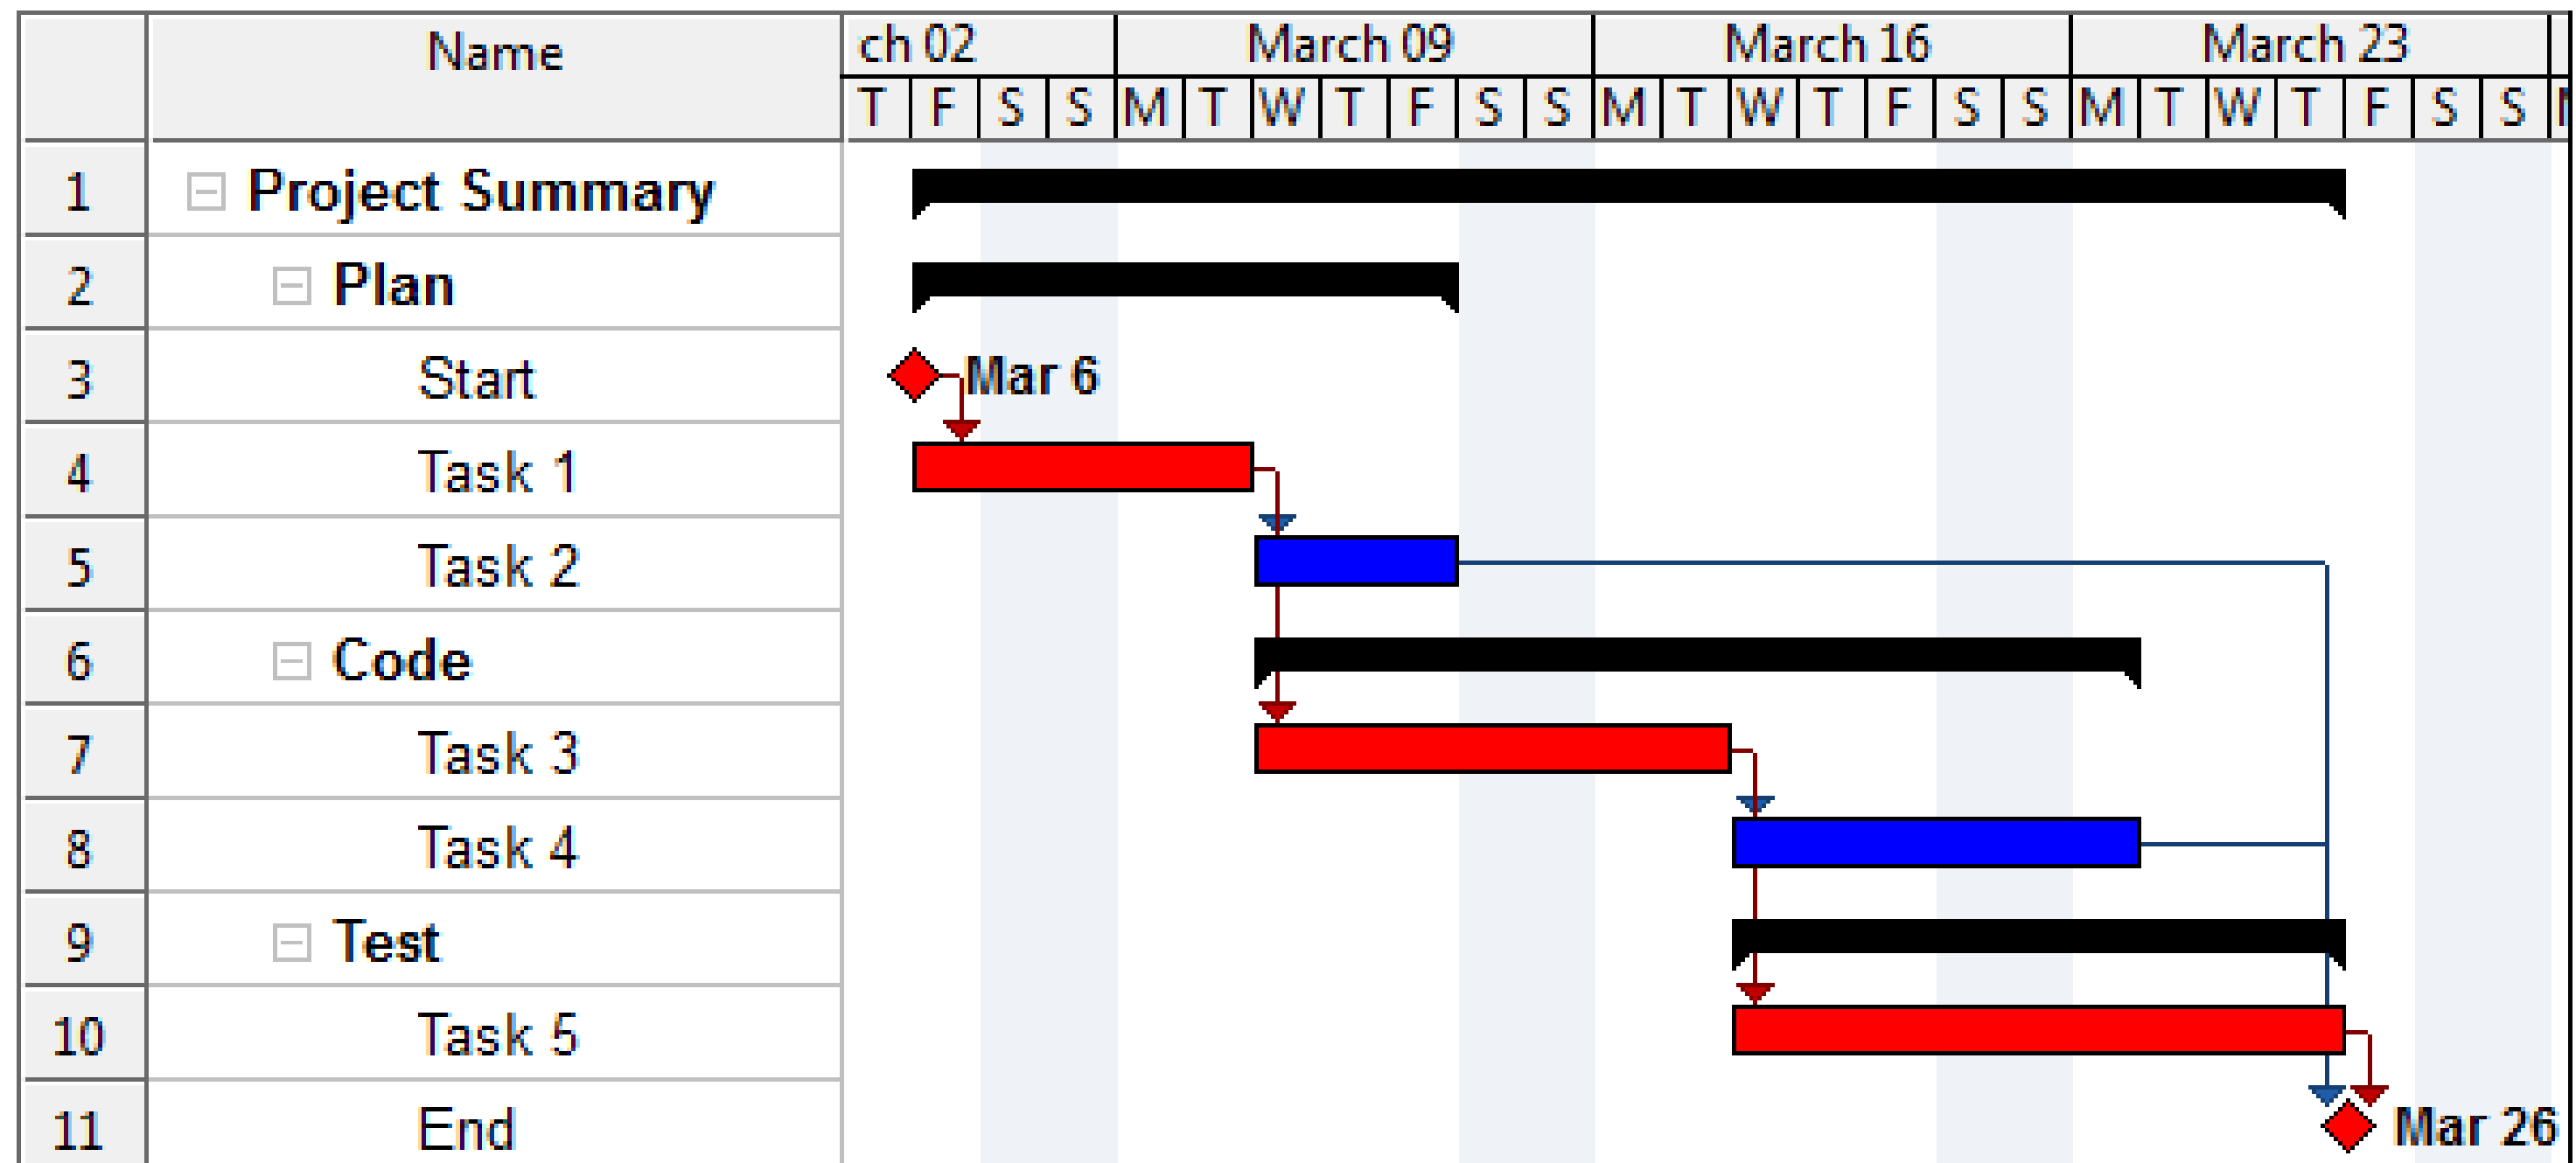 Name
ch 02 March 09 March 16 March 23
T F S S M T W T F S S M T W T F S S M T W T F S S
1 Project Summary
2 Plan
3 Start Mar 6
4 Task 1
5 Task 2
6 Code
7 Task 3
8 Task 4
9 Test
10 Task 5
11 End Mar 26